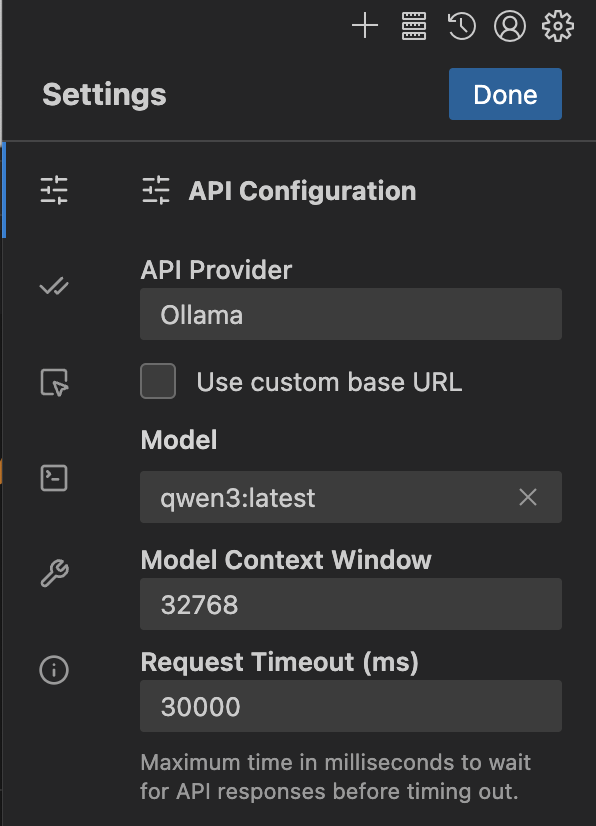 Settings
Done
API Configuration
API Provider
Ollama
Use custom base URL
Model
qwen3:latest
Model Context Window
32768
Request Timeout (ms)
30000
Maximum time in milliseconds to wait
for API responses before timing out.